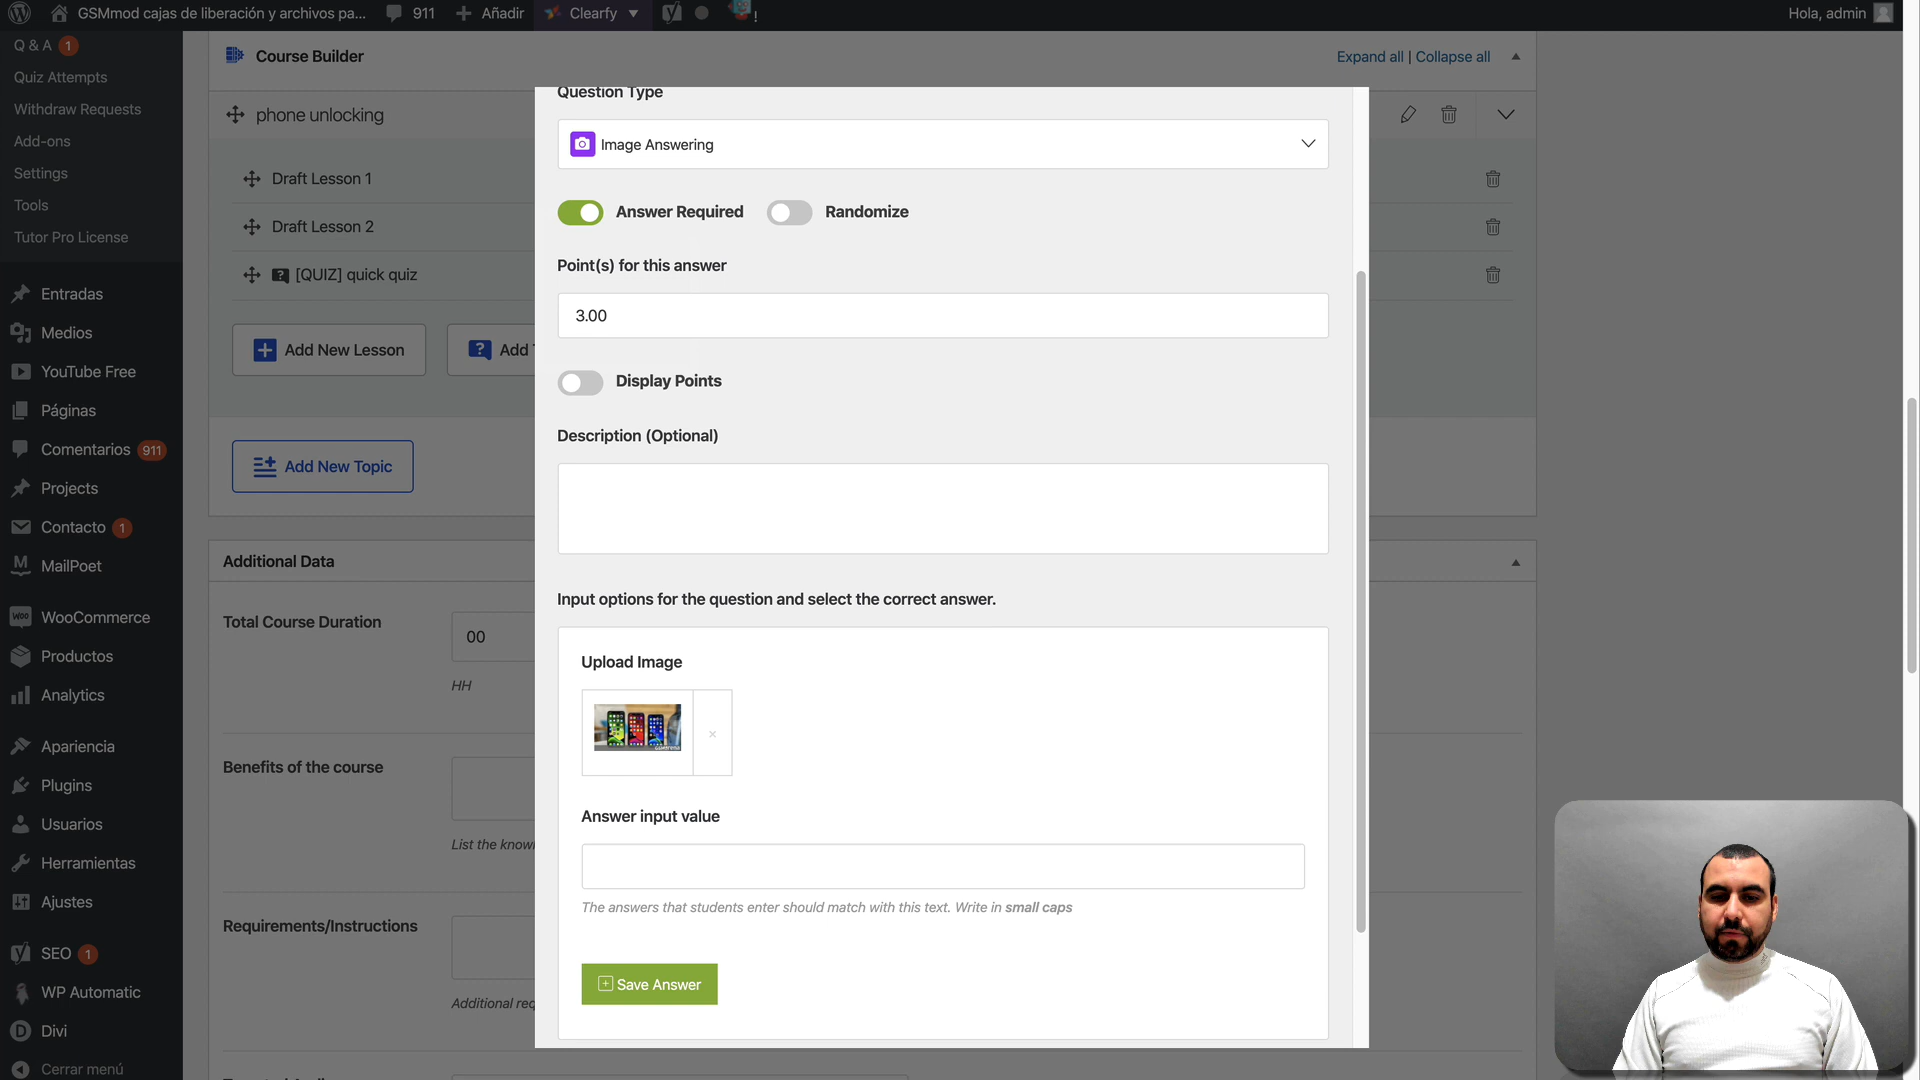 GSMmod cajas de liberación y archivos pa...
911
Añadir
Clearfy
!
Hola, admin
Q & A 1
Quiz Attempts
Withdraw Requests
Add-ons
Settings
Tools
Tutor Pro License
Entradas
Medios
YouTube Free
Páginas
Comentarios 911
Projects
Contacto 1
MailPoet
WooCommerce
Productos
Analytics
Apariencia
Plugins
Usuarios
Herramientas
Ajustes
SEO 1
WP Automatic
Divi
Cerrar menú
Course Builder
Expand all | Collapse all
phone unlocking
Draft Lesson 1
Draft Lesson 2
[QUIZ] quick quiz
Add New Lesson
Add
Add New Topic
Additional Data
Total Course Duration
00
HH
Benefits of the course
List the know
Requirements/Instructions
Additional req
Question Type
Image Answering
Answer Required
Randomize
Point(s) for this answer
3.00
Display Points
Description (Optional)
Input options for the question and select the correct answer.
Upload Image
×
Answer input value
The answers that students enter should match with this text. Write in small caps
Save Answer